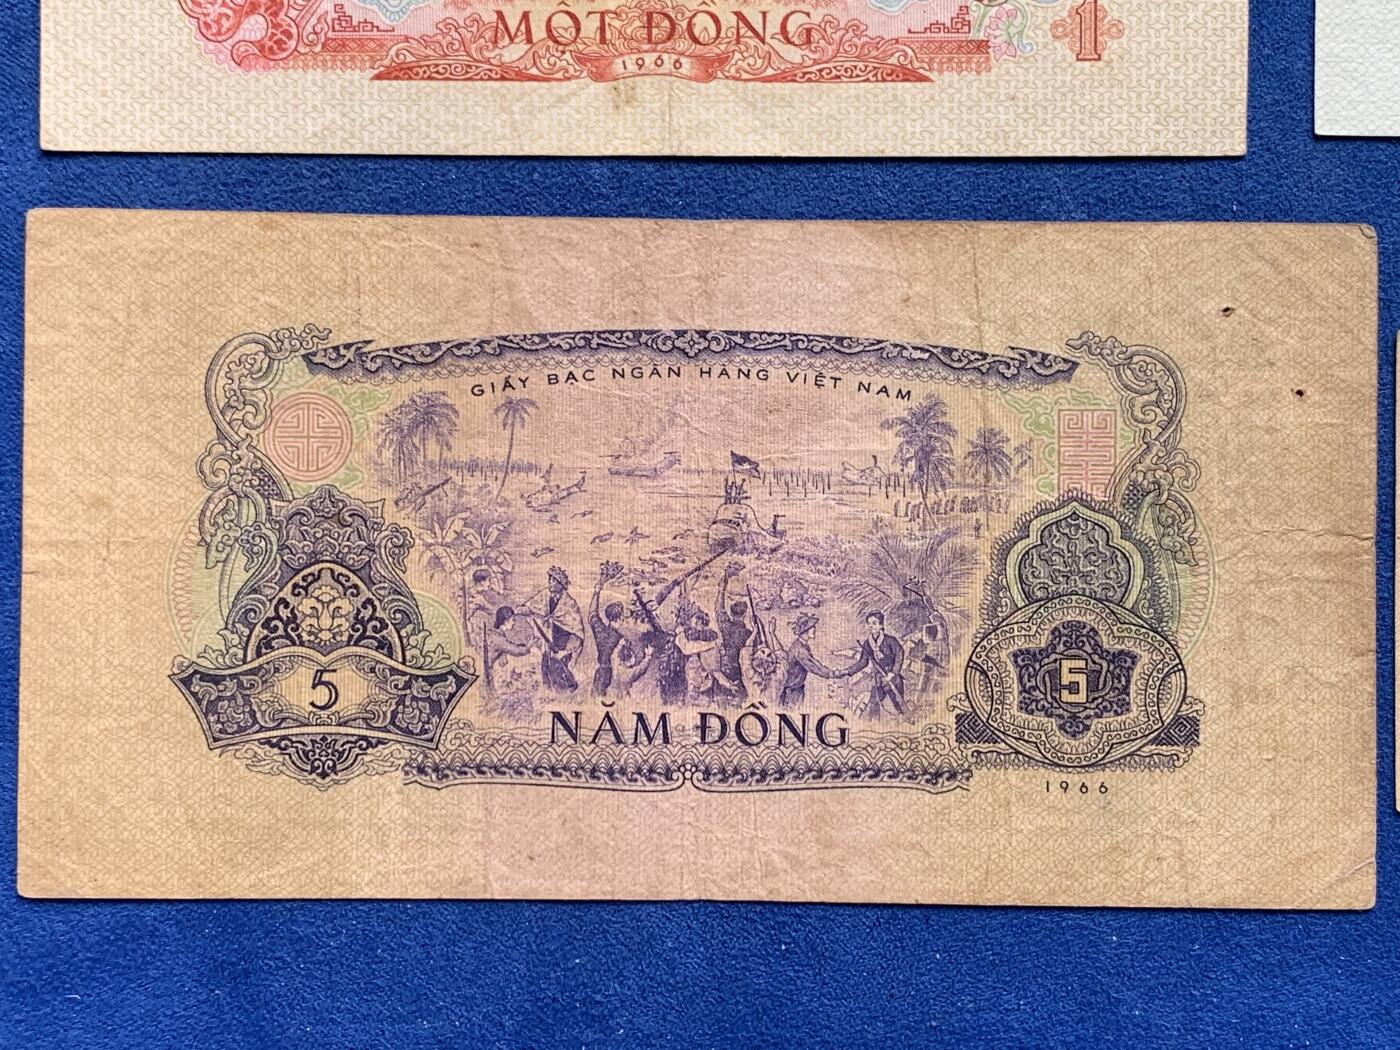 MỘT ĐỒNG
1
1966
GIẤY BẠC NGÂN HÀNG VIỆT NAM
5
5
NĂM ĐỒNG
1966